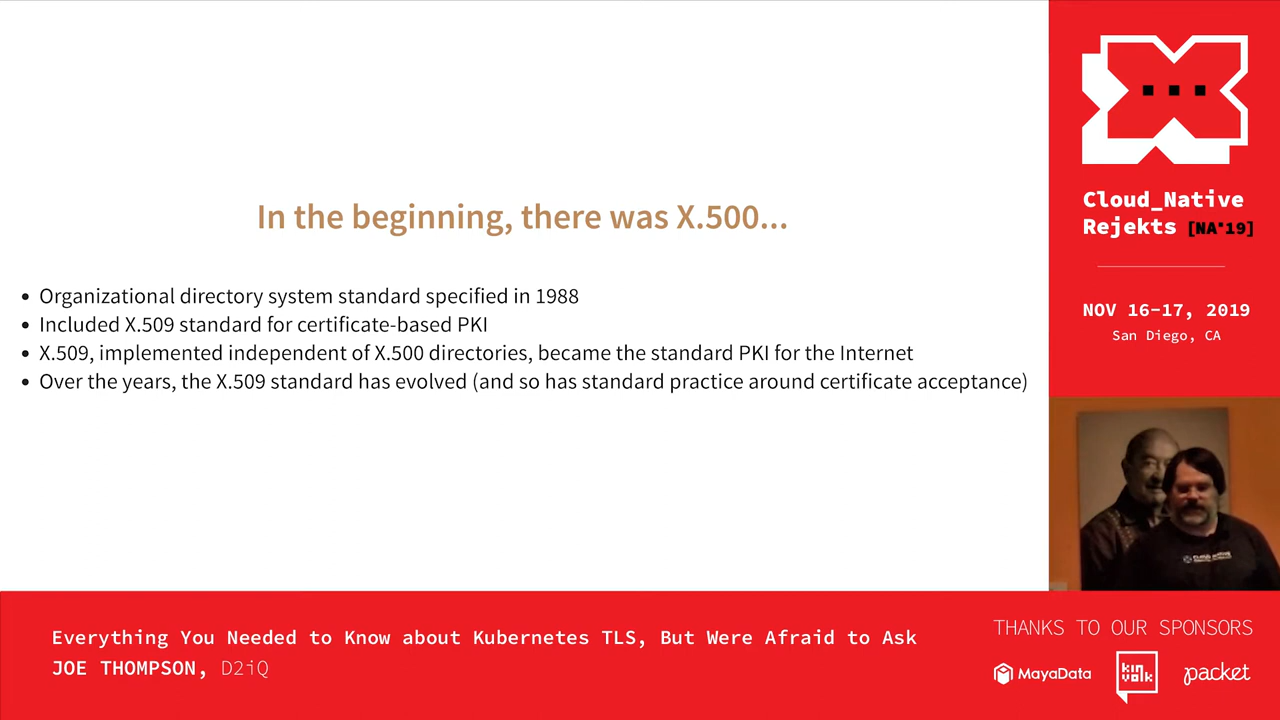 In the beginning, there was X.500...
• Organizational directory system standard specified in 1988
• Included X.509 standard for certificate-based PKI
• X.509, implemented independent of X.500 directories, became the standard PKI for the Internet
• Over the years, the X.509 standard has evolved (and so has standard practice around certificate acceptance)
Cloud_Native
Rejekts [NA'19]
NOV 16-17, 2019
San Diego, CA
Everything You Needed to Know about Kubernetes TLS, But Were Afraid to Ask
JOE THOMPSON, D2iQ
THANKS TO OUR SPONSORS
MayaData
kin
volk
packet